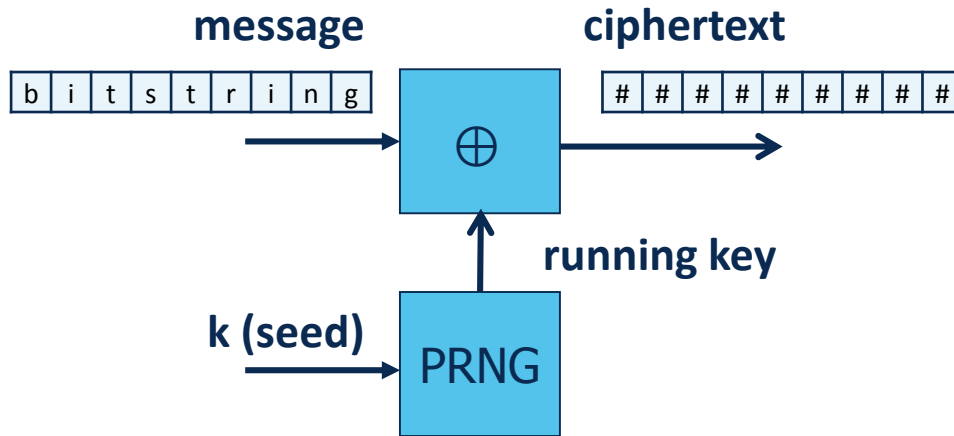 message
ciphertext
b i t s t r i n g
# # # # # # # # #
⊕
running key
k (seed)
PRNG